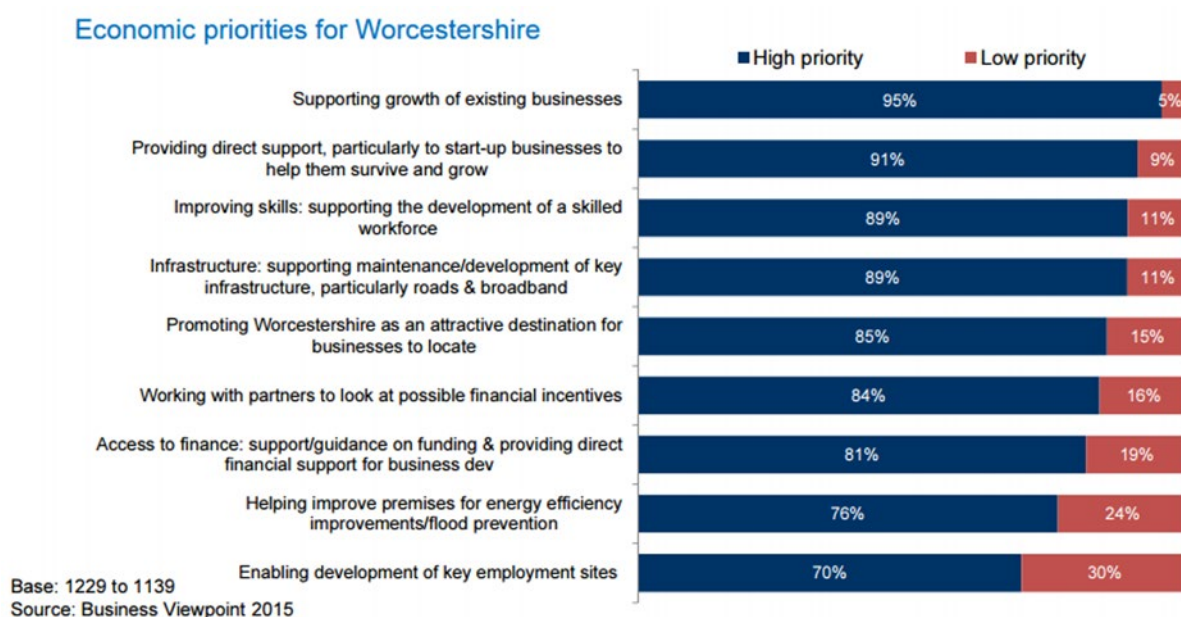 Economic priorities for Worcestershire
High priority
Low priority
Supporting growth of existing businesses
95%
5%
Providing direct support, particularly to start-up businesses to
help them survive and grow
91%
9%
Improving skills: supporting the development of a skilled
workforce
89%
11%
Infrastructure: supporting maintenance/development of key
infrastructure, particularly roads & broadband
89%
11%
Promoting Worcestershire as an attractive destination for
businesses to locate
85%
15%
Working with partners to look at possible financial incentives
84%
16%
Access to finance: support/guidance on funding & providing direct
financial support for business dev
81%
19%
Helping improve premises for energy efficiency
improvements/flood prevention
76%
24%
Enabling development of key employment sites
70%
30%
Base: 1229 to 1139
Source: Business Viewpoint 2015